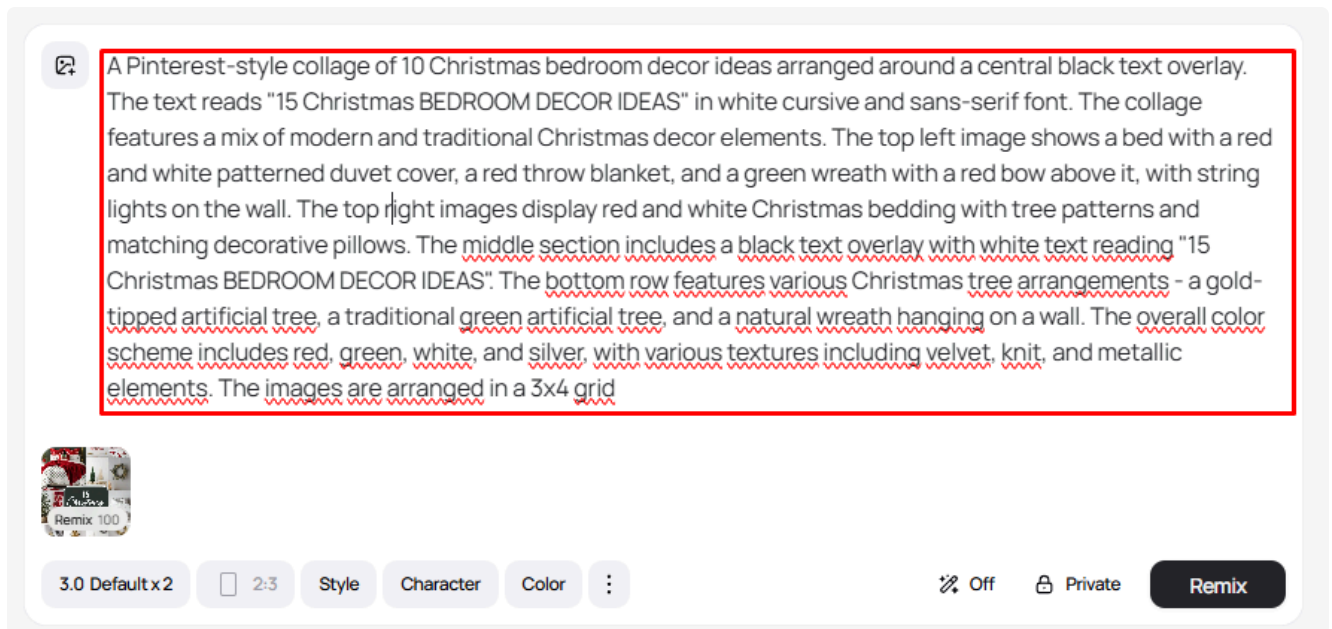 A Pinterest-style collage of 10 Christmas bedroom decor ideas arranged around a central black text overlay.
The text reads "15 Christmas BEDROOM DECOR IDEAS" in white cursive and sans-serif font. The collage
features a mix of modern and traditional Christmas decor elements. The top left image shows a bed with a red
and white patterned duvet cover, a red throw blanket, and a green wreath with a red bow above it, with string
lights on the wall. The top right images display red and white Christmas bedding with tree patterns and
matching decorative pillows. The middle section includes a black text overlay with white text reading "15
Christmas BEDROOM DECOR IDEAS". The bottom row features various Christmas tree arrangements - a gold-
tipped artificial tree, a traditional green artificial tree, and a natural wreath hanging on a wall. The overall color
scheme includes red, green, white, and silver, with various textures including velvet, knit, and metallic
elements. The images are arranged in a 3x4 grid
15
Christmas
Remix 100
3.0 Default x 2 2:3 Style Character Color Off Private Remix